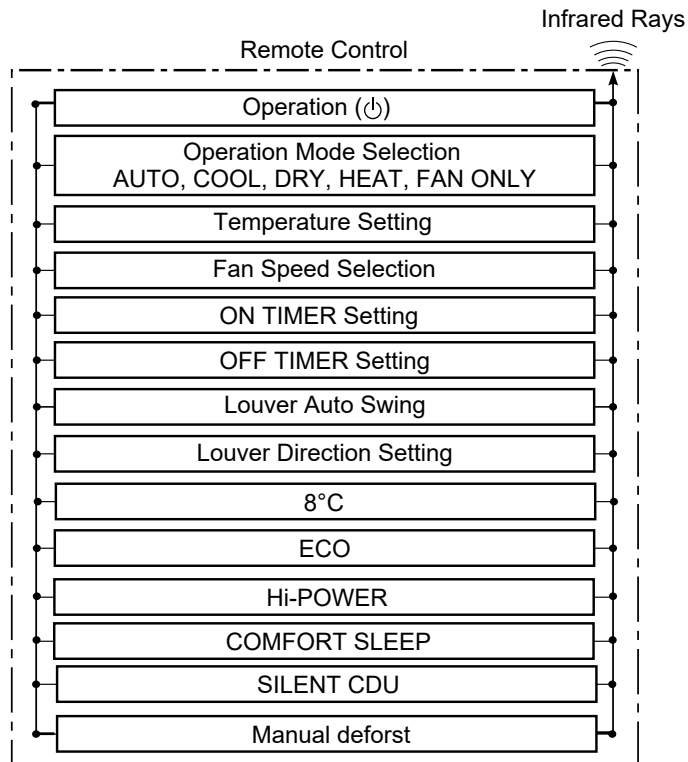 Infrared Rays
Remote Control
Operation (⏻)
Operation Mode Selection
AUTO, COOL, DRY, HEAT, FAN ONLY
Temperature Setting
Fan Speed Selection
ON TIMER Setting
OFF TIMER Setting
Louver Auto Swing
Louver Direction Setting
8°C
ECO
Hi-POWER
COMFORT SLEEP
SILENT CDU
Manual deforst